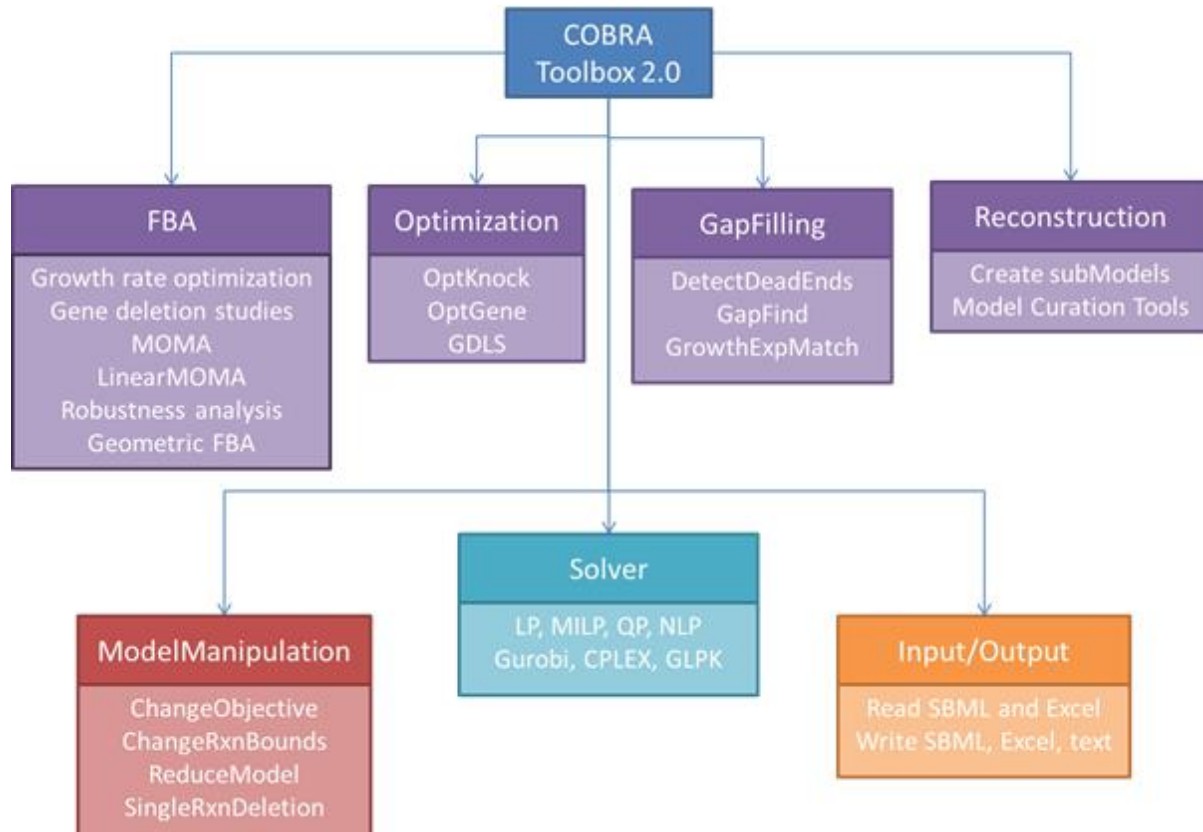 COBRA
Toolbox 2.0
FBA
Growth rate optimization
Gene deletion studies
MOMA
LinearMOMA
Robustness analysis
Geometric FBA
Optimization
OptKnock
OptGene
GDLS
GapFilling
DetectDeadEnds
GapFind
GrowthExpMatch
Reconstruction
Create subModels
Model Curation Tools
ModelManipulation
ChangeObjective
ChangeRxnBounds
ReduceModel
SingleRxnDeletion
Solver
LP, MILP, QP, NLP
Gurobi, CPLEX, GLPK
Input/Output
Read SBML and Excel
Write SBML, Excel, text